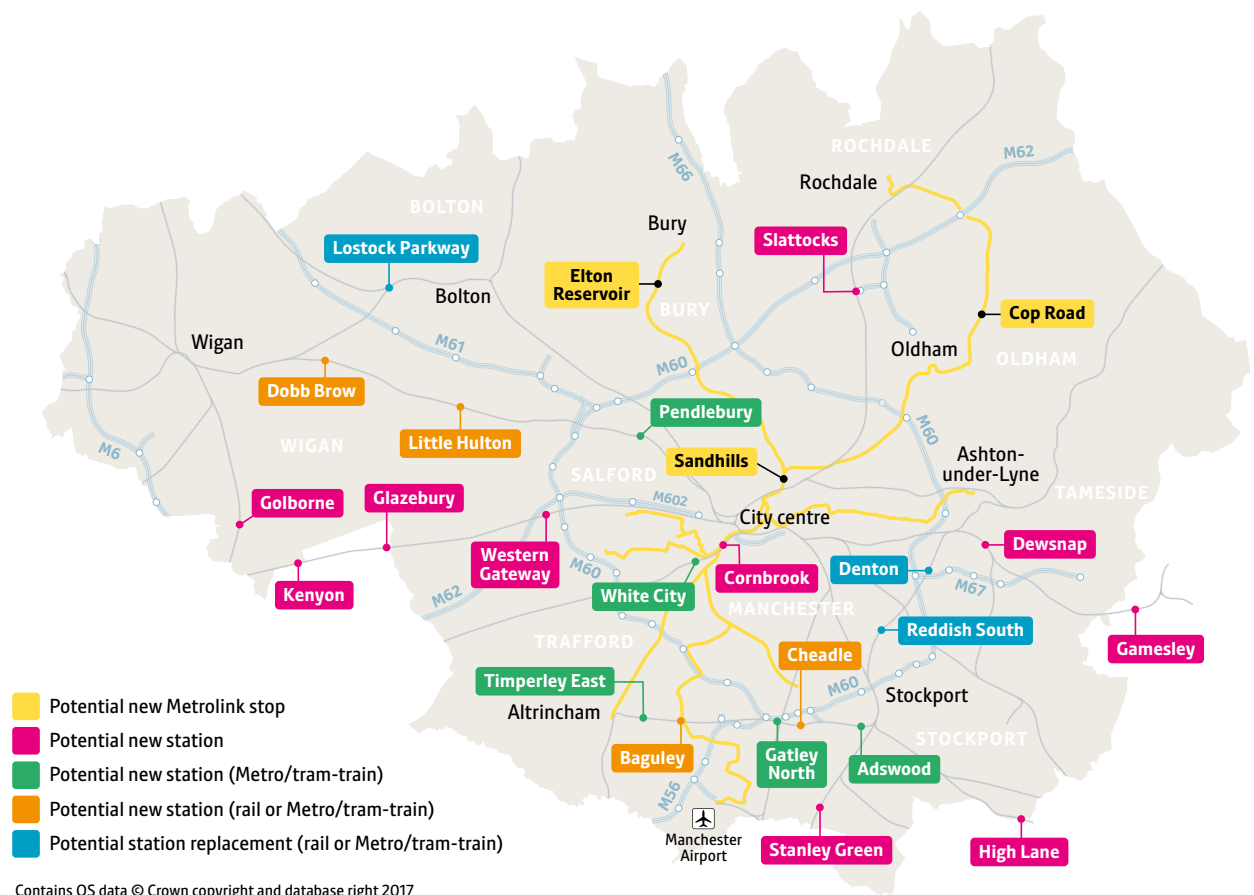 ROCHDALE
M62
M66
Rochdale
BOLTON
Bury
Slattocks
Lostock Parkway
Elton
Reservoir
Bolton
BURY
Cop Road
Wigan
M61
Oldham
OLDHAM
M60
Dobb Brow
Pendlebury
Little Hulton
M60
WIGAN
M6
Sandhills
Ashton-
under-Lyne
SALFORD
TAMESIDE
Golborne
Glazebury
M602
City centre
Western
Gateway
Dewsnap
Cornbrook
Denton
M60
M67
Kenyon
M62
White City
MANCHESTER
TRAFFORD
Reddish South
Gamesley
Cheadle
Timperley East
M60
Stockport
Altrincham
Potential new Metrolink stop
Potential new station
STOCKPORT
Baguley
Gatley
North
Adswood
Potential new station (Metro/tram-train)
M56
Potential new station (rail or Metro/tram-train)
Potential station replacement (rail or Metro/tram-train)
Manchester
Airport
Stanley Green
High Lane
Contains OS data © Crown copyright and database right 2017